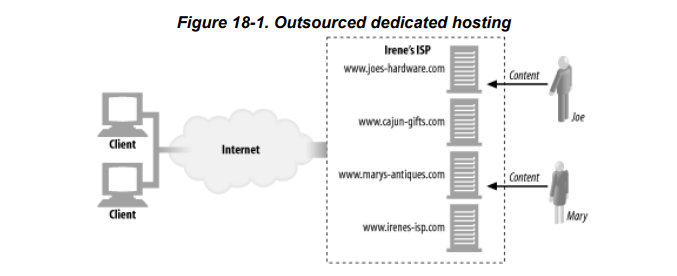 Figure 18-1. Outsourced dedicated hosting
Irene's ISP
www.joes-hardware.com
Content
Joe
www.cajun-gifts.com
Client
Internet
www.marys-antiques.com
Content
Client
Mary
www.irenes-isp.com